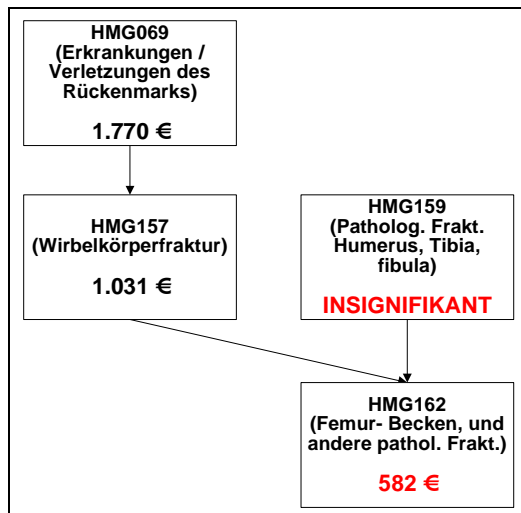 HMG069
(Erkrankungen /
Verletzungen des
Rückenmarks)
1.770 €
HMG157
(Wirbelkörperfraktur)
1.031 €
HMG159
(Patholog. Frakt.
Humerus, Tibia,
fibula)
INSIGNIFIKANT
HMG162
(Femur- Becken, und
andere pathol. Frakt.)
582 €